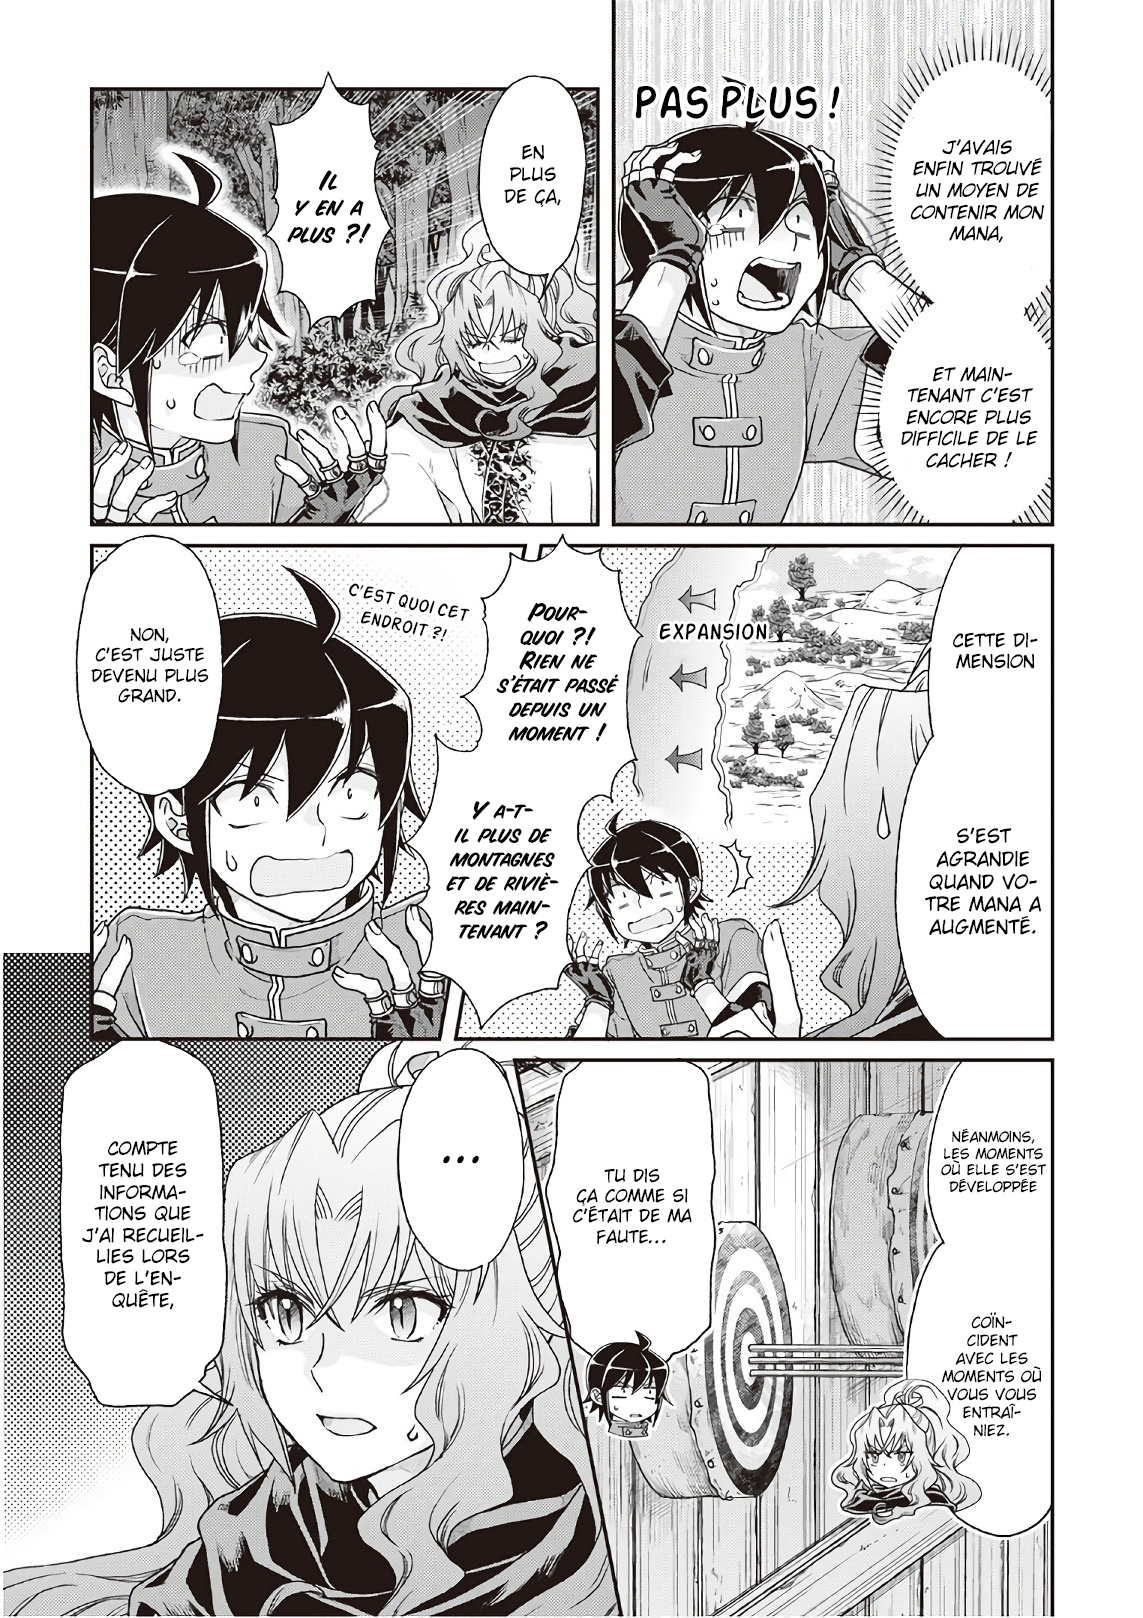 PAS PLUS !
J'AVAIS
ENFIN TROUVÉ
UN MOYEN DE
CONTENIR MON
MANA,
ET MAIN-
TENANT C'EST
ENCORE PLUS
DIFFICILE DE LE
CACHER !
EN
PLUS
DE ÇA,
IL
Y EN A
PLUS ?!
CETTE DI-
MENSION
S'EST
AGRANDIE
QUAND VO-
TRE MANA A
AUGMENTÉ.
EXPANSION
POUR-
QUOI ?!
RIEN NE
S'ÉTAIT PASSÉ
DEPUIS UN
MOMENT !
Y A-T-
IL PLUS DE
MONTAGNES
ET DE RIVIÈ-
RES MAIN-
TENANT ?
C'EST QUOI CET
ENDROIT ?!
NON,
C'EST JUSTE
DEVENU PLUS
GRAND.
NÉANMOINS,
LES MOMENTS
OÙ ELLE S'EST
DÉVELOPPÉE
COÏN-
CIDENT
AVEC LES
MOMENTS OÙ
VOUS VOUS
ENTRAÎ-
NIEZ.
TU DIS
ÇA COMME SI
C'ÉTAIT DE MA
FAUTE...
...
COMPTE
TENU DES
INFORMA-
TIONS QUE
J'AI RECUEIL-
LIES LORS
DE L'EN-
QUÊTE,